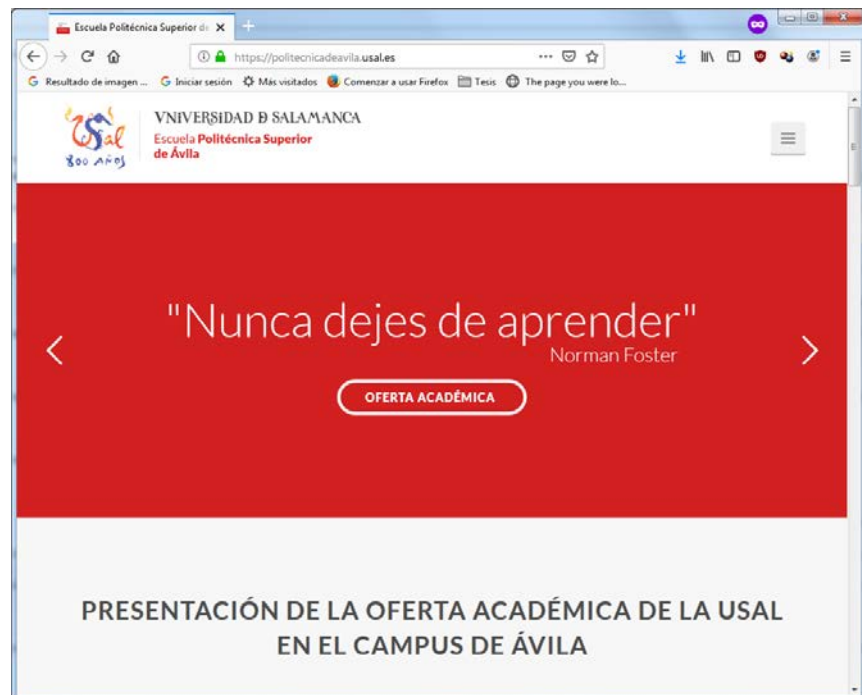 Escuela Politécnica Superior de
https://politecnicadeavila.usal.es
Resultado de imagen ... Iniciar sesión Más visitados Comenzar a usar Firefox Tesis The page you were lo...
Usal
800 AÑOS
VNiVERSiDAD D SALAMANCA
Escuela Politécnica Superior
de Ávila
"Nunca dejes de aprender"
Norman Foster
OFERTA ACADÉMICA
PRESENTACIÓN DE LA OFERTA ACADÉMICA DE LA USAL
EN EL CAMPUS DE ÁVILA